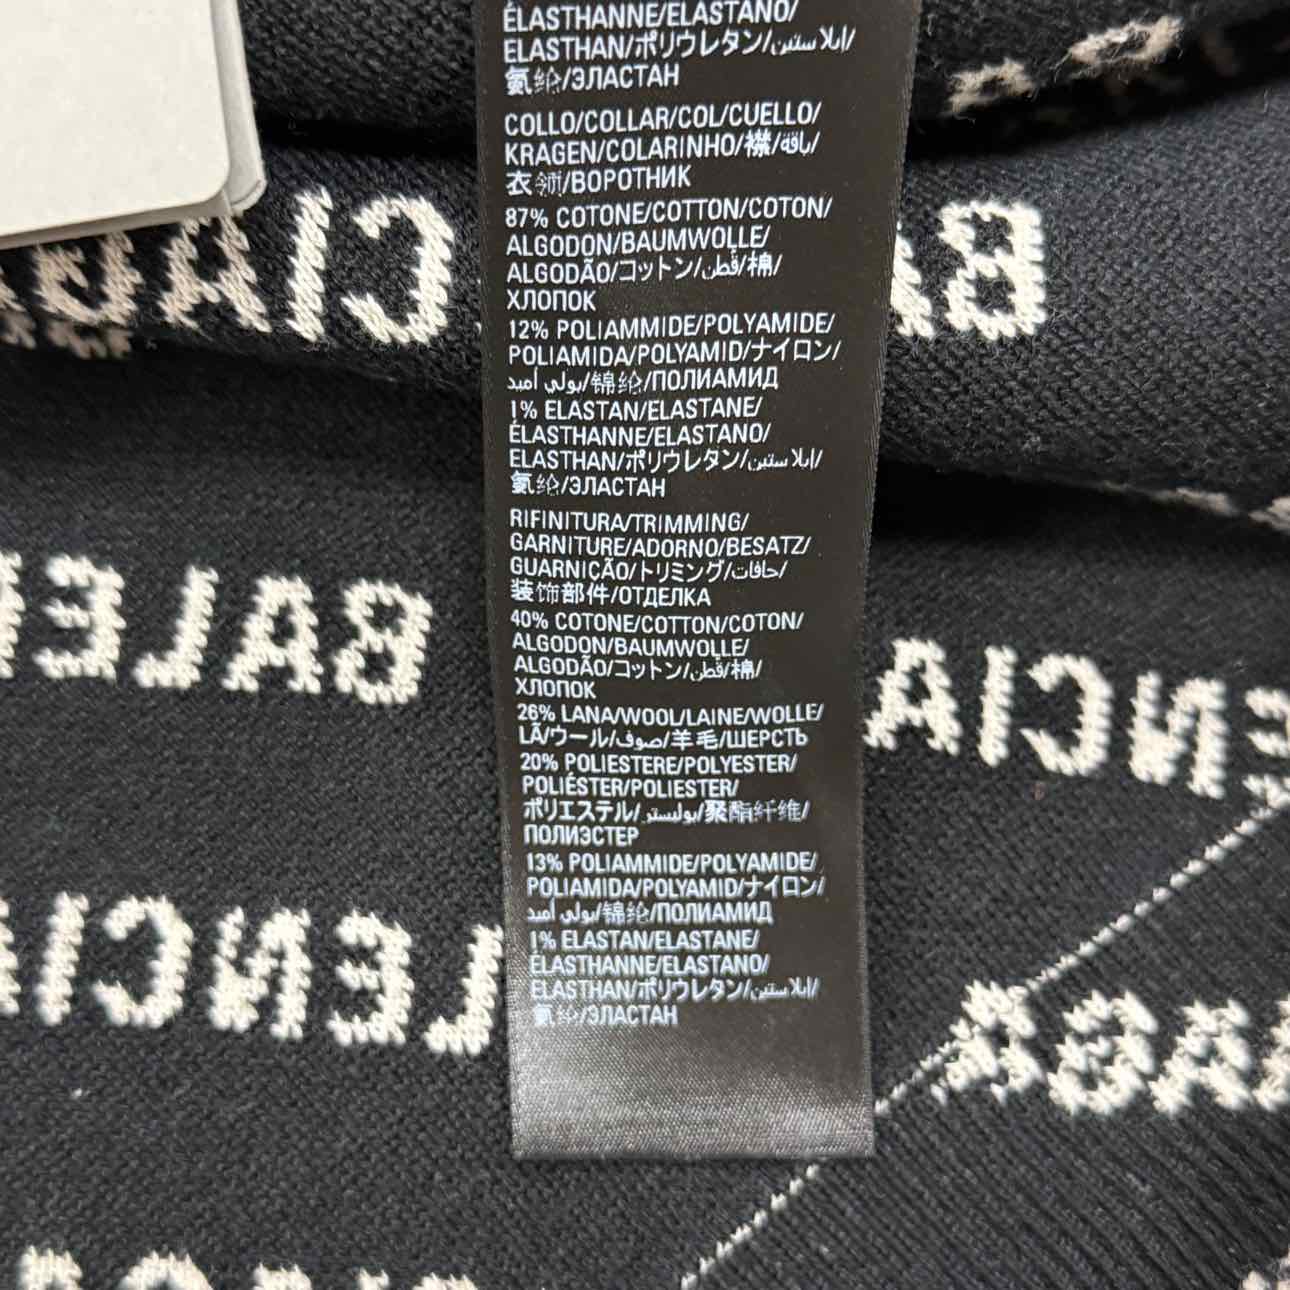 ÉLASTHANNE/ELASTANO/
ELASTHAN/ポリウレタン/إيلاستين/
氨纶/ЭЛАСТАН
COLLO/COLLAR/COL/CUELLO/
KRAGEN/COLARINHO/襟/ياقة/
衣领/ВОРОТНИК
87% COTONE/COTTON/COTON/
ALGODON/BAUMWOLLE/
ALGODÃO/コットン/قطن/棉/
ХЛОПОК
12% POLIAMMIDE/POLYAMIDE/
POLIAMIDA/POLYAMID/ナイロン/
بولي أميد/锦纶/ПОЛИАМИД
1% ELASTAN/ELASTANE/
ÉLASTHANNE/ELASTANO/
ELASTHAN/ポリウレタン/إيلاستين/
氨纶/ЭЛАСТАН
RIFINITURA/TRIMMING/
GARNITURE/ADORNO/BESATZ/
GUARNIÇÃO/トリミング/حافات/
装饰部件/ОТДЕЛКА
40% COTONE/COTTON/COTON/
ALGODON/BAUMWOLLE/
ALGODÃO/コットン/قطن/棉/
ХЛОПОК
26% LANA/WOOL/LAINE/WOLLE/
LÃ/ウール/صوف/羊毛/ШЕРСТЬ
20% POLIESTERE/POLYESTER/
POLIÉSTER/POLIESTER/
ポリエステル/بوليستر/聚酯纤维/
ПОЛИЭСТЕР
13% POLIAMMIDE/POLYAMIDE/
POLIAMIDA/POLYAMID/ナイロン/
بولي أميد/锦纶/ПОЛИАМИД
1% ELASTAN/ELASTANE/
ÉLASTHANNE/ELASTANO/
ELASTHAN/ポリウレタン/إيلاستين/
氨纶/ЭЛАСТАН
BA
CIA
BALE
ENCIA
LENCIA
BA